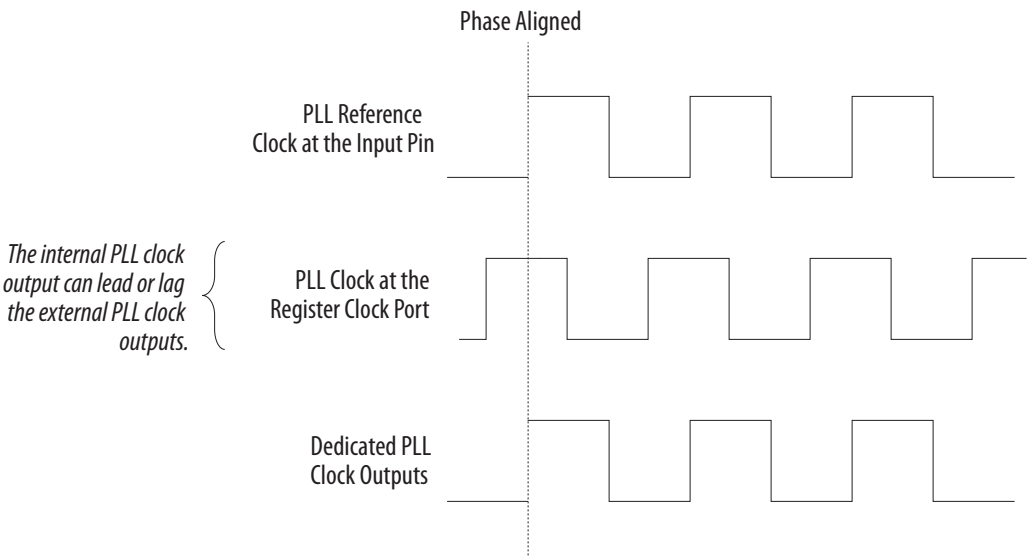 Phase Aligned
PLL Reference
Clock at the Input Pin
The internal PLL clock
output can lead or lag
the external PLL clock
outputs.
PLL Clock at the
Register Clock Port
Dedicated PLL
Clock Outputs